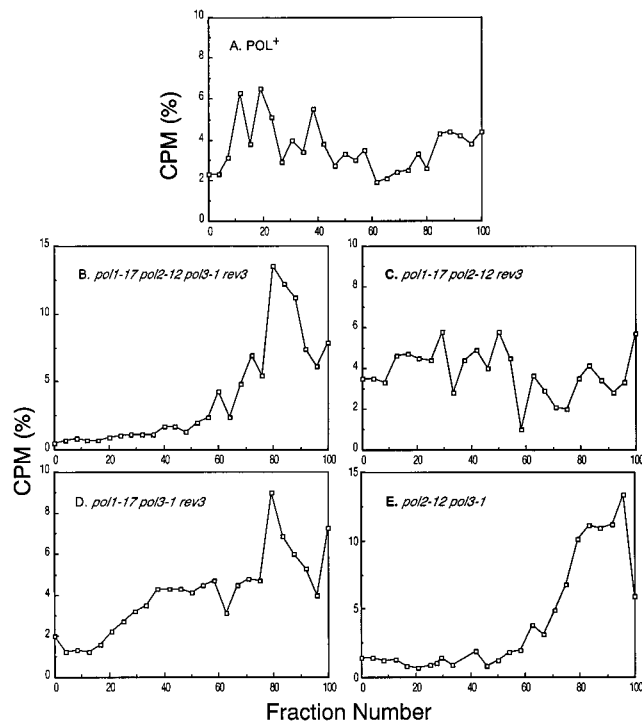 A. POL+
CPM (%)
10
8
6
4
2
0
0 20 40 60 80 100
B. pol1-17 pol2-12 pol3-1 rev3
15
10
5
0
0 20 40 60 80 100
C. pol1-17 pol2-12 rev3
10
8
6
4
2
0
0 20 40 60 80 100
CPM (%)
D. pol1-17 pol3-1 rev3
10
8
6
4
2
0
0 20 40 60 80 100
E. pol2-12 pol3-1
15
10
5
0
0 20 40 60 80 100
Fraction Number